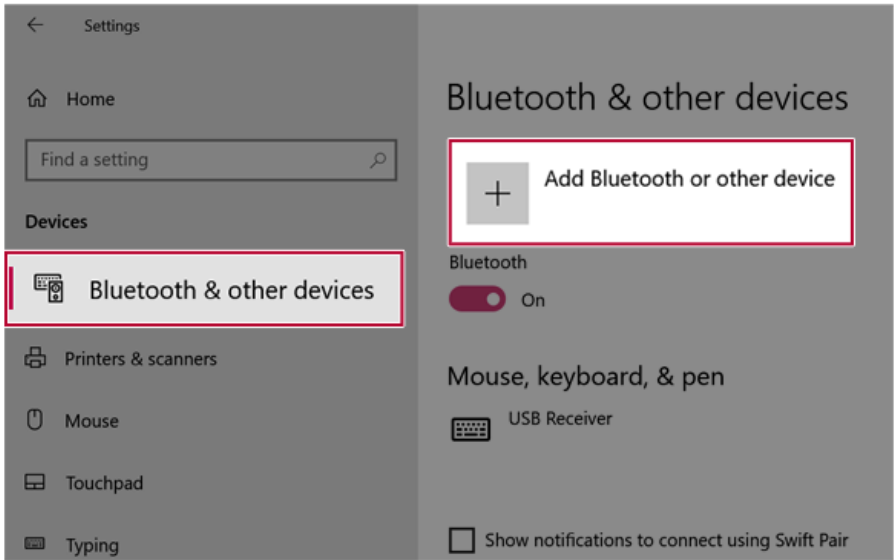 Settings
Home
Find a setting
Devices
Bluetooth & other devices
Printers & scanners
Mouse
Touchpad
Typing
Bluetooth & other devices
Add Bluetooth or other device
Bluetooth
On
Mouse, keyboard, & pen
USB Receiver
Show notifications to connect using Swift Pair